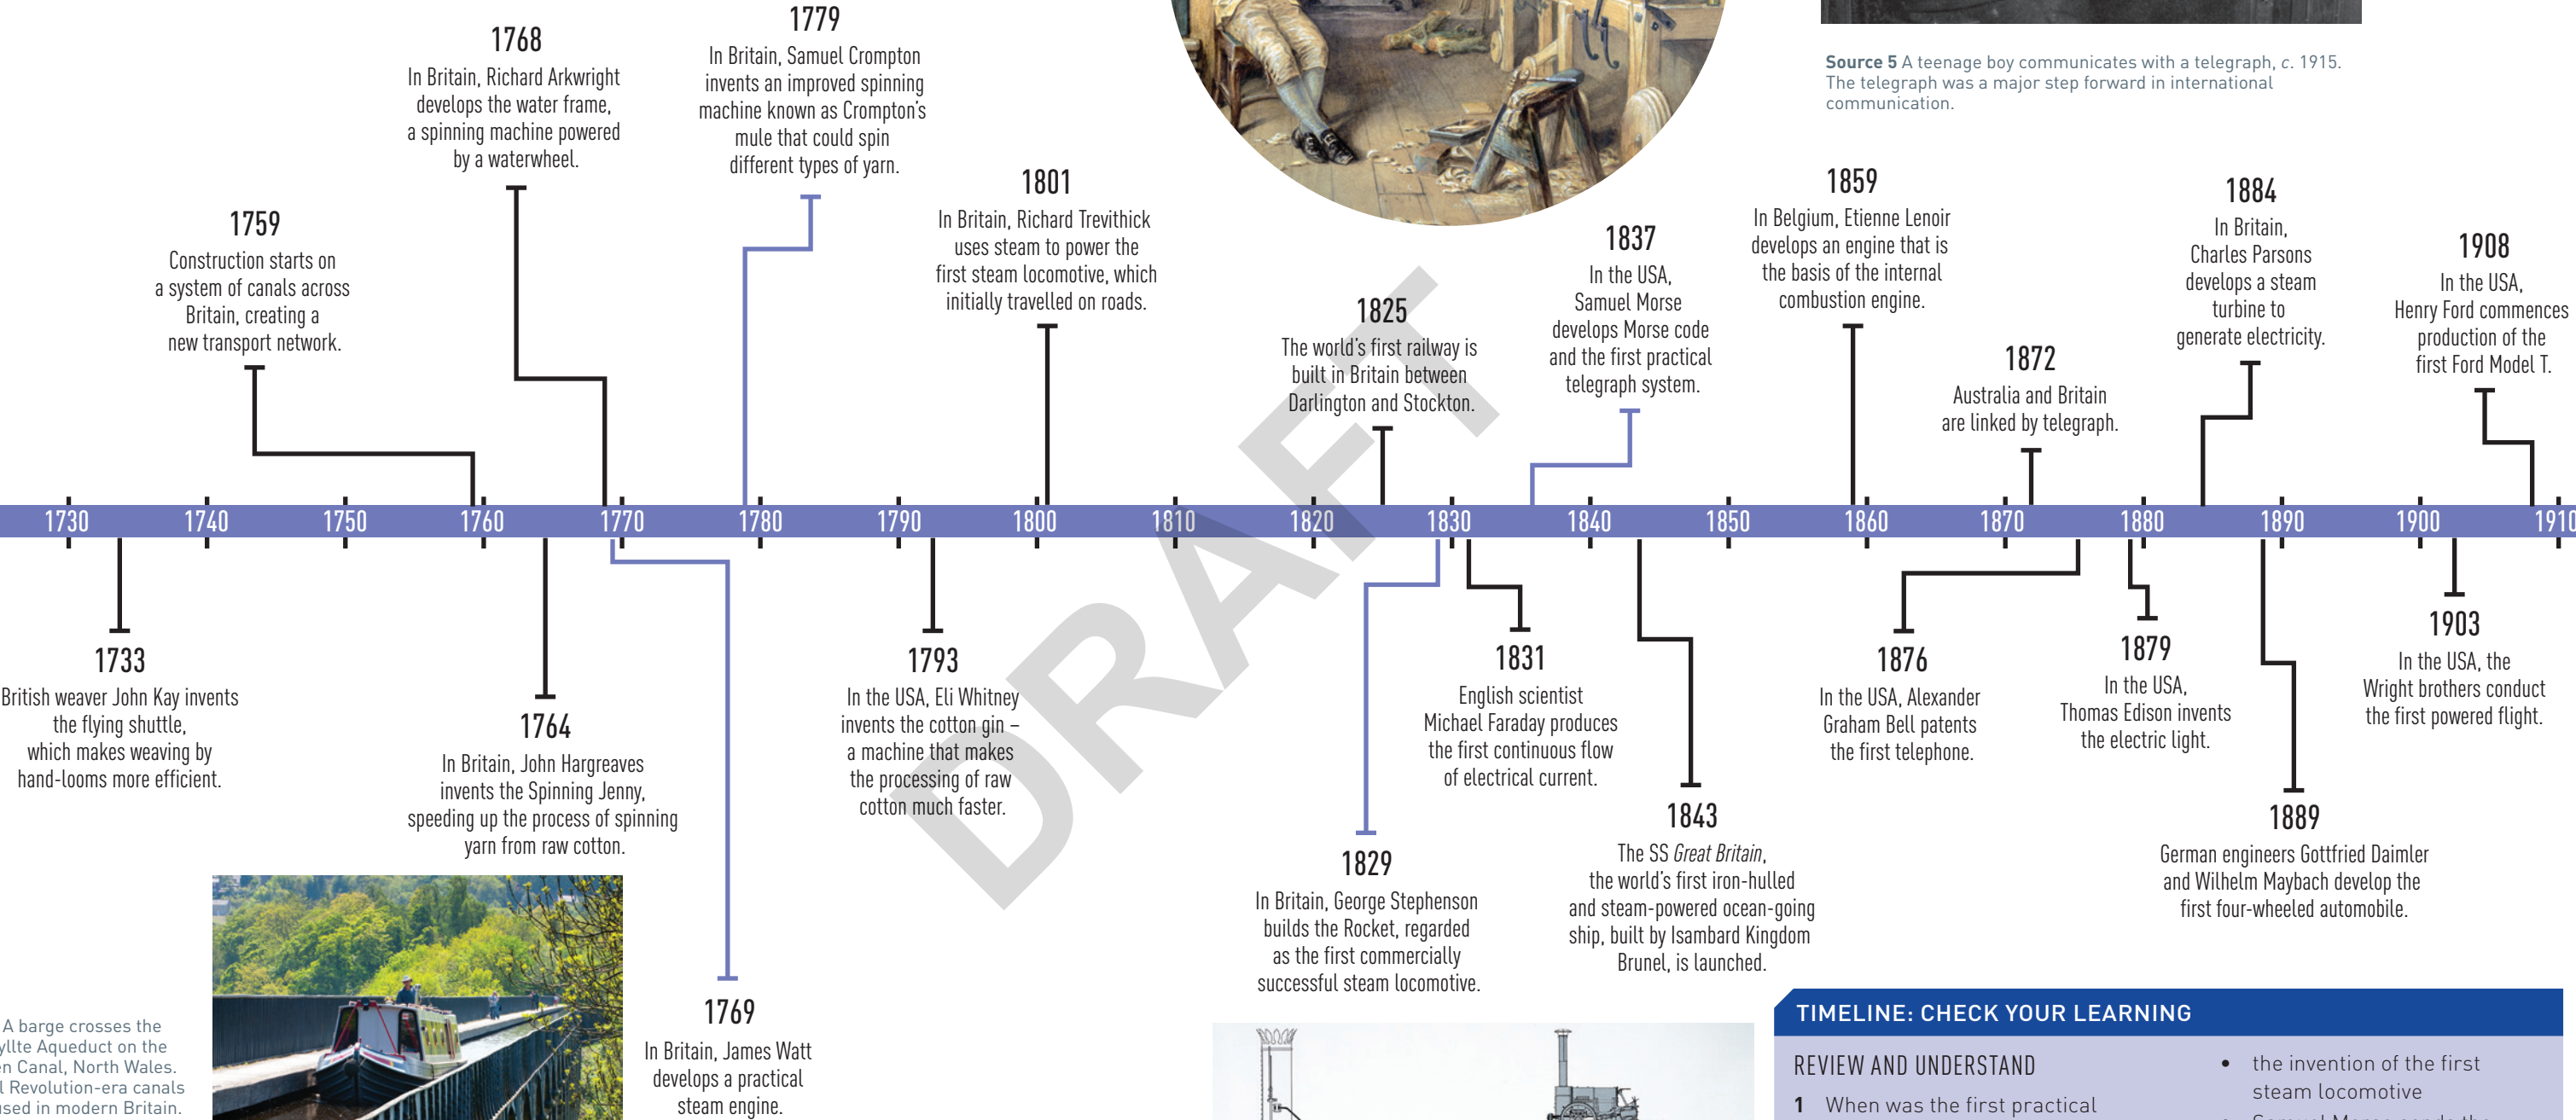 1768
In Britain, Richard Arkwright
develops the water frame,
a spinning machine powered
by a waterwheel.
1779
In Britain, Samuel Crompton
invents an improved spinning
machine known as Crompton's
mule that could spin
different types of yarn.
Source 5 A teenage boy communicates with a telegraph, c. 1915.
The telegraph was a major step forward in international
communication.
1759
Construction starts on
a system of canals across
Britain, creating a
new transport network.
1801
In Britain, Richard Trevithick
uses steam to power the
first steam locomotive, which
initially travelled on roads.
1825
The world's first railway is
built in Britain between
Darlington and Stockton.
1837
In the USA,
Samuel Morse
develops Morse code
and the first practical
telegraph system.
1859
In Belgium, Etienne Lenoir
develops an engine that is
the basis of the internal
combustion engine.
1872
Australia and Britain
are linked by telegraph.
1884
In Britain,
Charles Parsons
develops a steam
turbine to
generate electricity.
1908
In the USA,
Henry Ford commences
production of the
first Ford Model T.
DRAFT
1730 1740 1750 1760 1770 1780 1790 1800 1810 1820 1830 1840 1850 1860 1870 1880 1890 1900 1910
1733
British weaver John Kay invents
the flying shuttle,
which makes weaving by
hand-looms more efficient.
1764
In Britain, John Hargreaves
invents the Spinning Jenny,
speeding up the process of spinning
yarn from raw cotton.
1769
In Britain, James Watt
develops a practical
steam engine.
1793
In the USA, Eli Whitney
invents the cotton gin –
a machine that makes
the processing of raw
cotton much faster.
1829
In Britain, George Stephenson
builds the Rocket, regarded
as the first commercially
successful steam locomotive.
1831
English scientist
Michael Faraday produces
the first continuous flow
of electrical current.
1843
The SS Great Britain,
the world's first iron-hulled
and steam-powered ocean-going
ship, built by Isambard Kingdom
Brunel, is launched.
1876
In the USA, Alexander
Graham Bell patents
the first telephone.
1879
In the USA,
Thomas Edison invents
the electric light.
1889
German engineers Gottfried Daimler
and Wilhelm Maybach develop the
first four-wheeled automobile.
1903
In the USA, the
Wright brothers conduct
the first powered flight.
A barge crosses the
Aqueduct on the
Canal, North Wales.
Revolution-era canals
in modern Britain.
TIMELINE: CHECK YOUR LEARNING
REVIEW AND UNDERSTAND
1 When was the first practical
• the invention of the first
steam locomotive